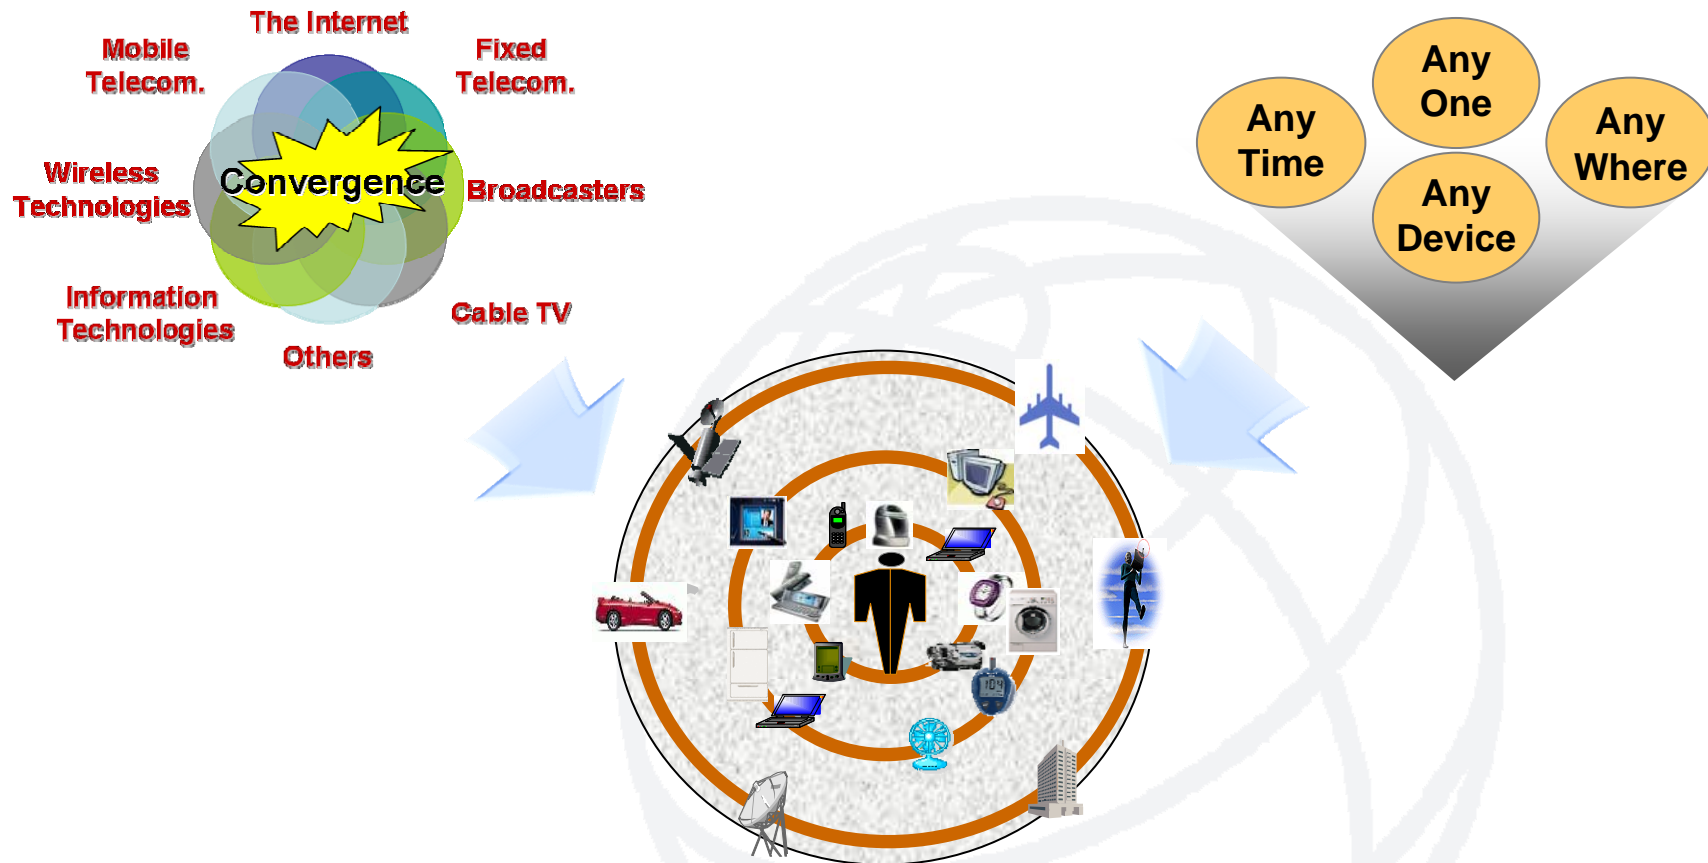 The Internet
Mobile
Telecom.
Fixed
Telecom.
Wireless
Technologies
Convergence
Broadcasters
Information
Technologies
Cable TV
Others
Any
One
Any
Time
Any
Where
Any
Device
104